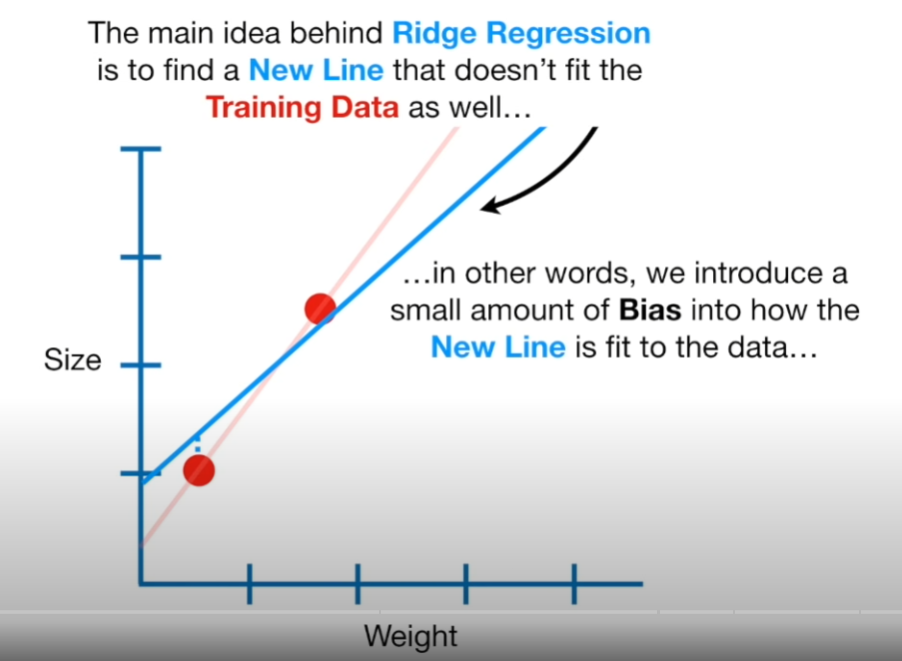 The main idea behind Ridge Regression
is to find a New Line that doesn’t fit the
Training Data as well…
…in other words, we introduce a
small amount of Bias into how the
New Line is fit to the data…
Size
Weight